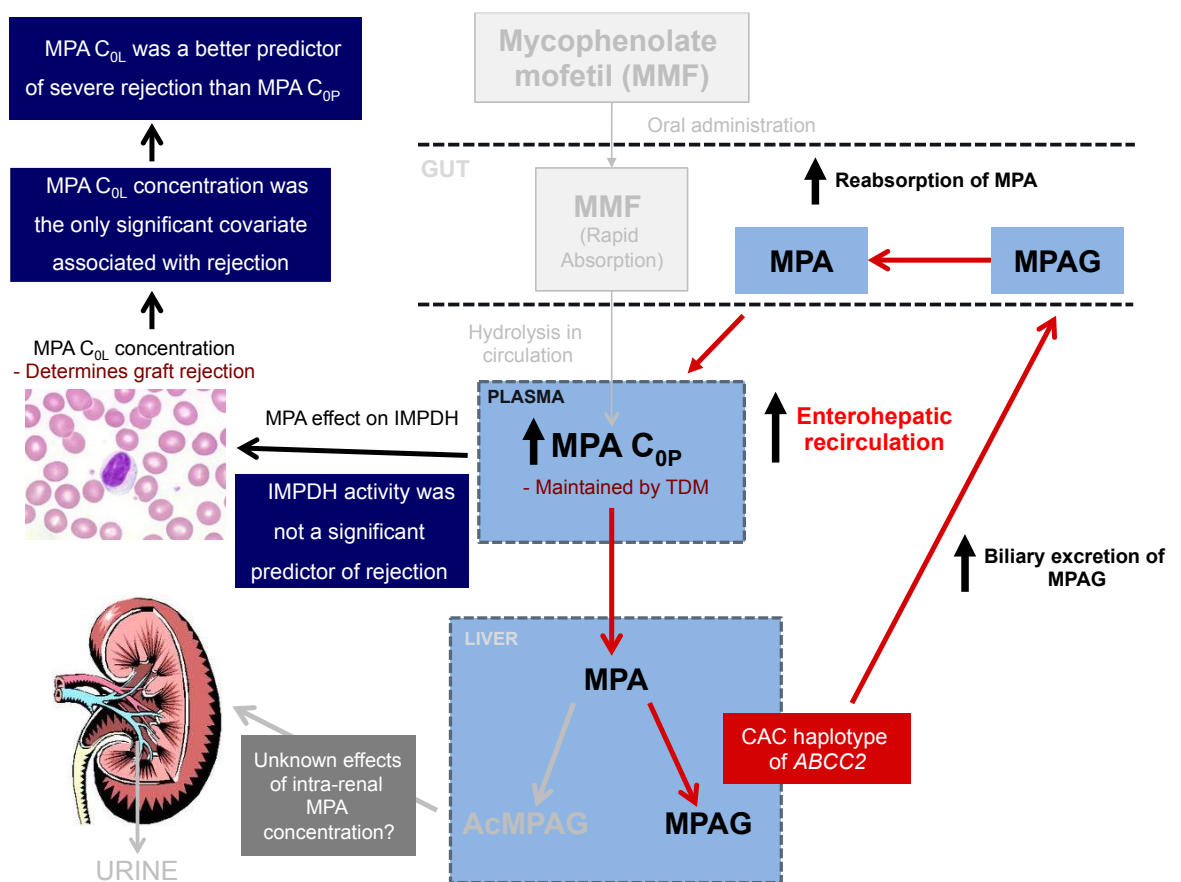 MPA C0L was a better predictor
of severe rejection than MPA C0P
MPA C0L concentration was
the only significant covariate
associated with rejection
MPA C0L concentration
- Determines graft rejection
Mycophenolate
mofetil (MMF)
Oral administration
GUT
MMF
(Rapid
Absorption)
Reabsorption of MPA
MPA
MPAG
Hydrolysis in
circulation
PLASMA
MPA C0P
- Maintained by TDM
Enterohepatic
recirculation
MPA effect on IMPDH
IMPDH activity was
not a significant
predictor of rejection
Biliary excretion of
MPAG
LIVER
MPA
AcMPAG
MPAG
CAC haplotype
of ABCC2
Unknown effects
of intra-renal
MPA
concentration?
URINE